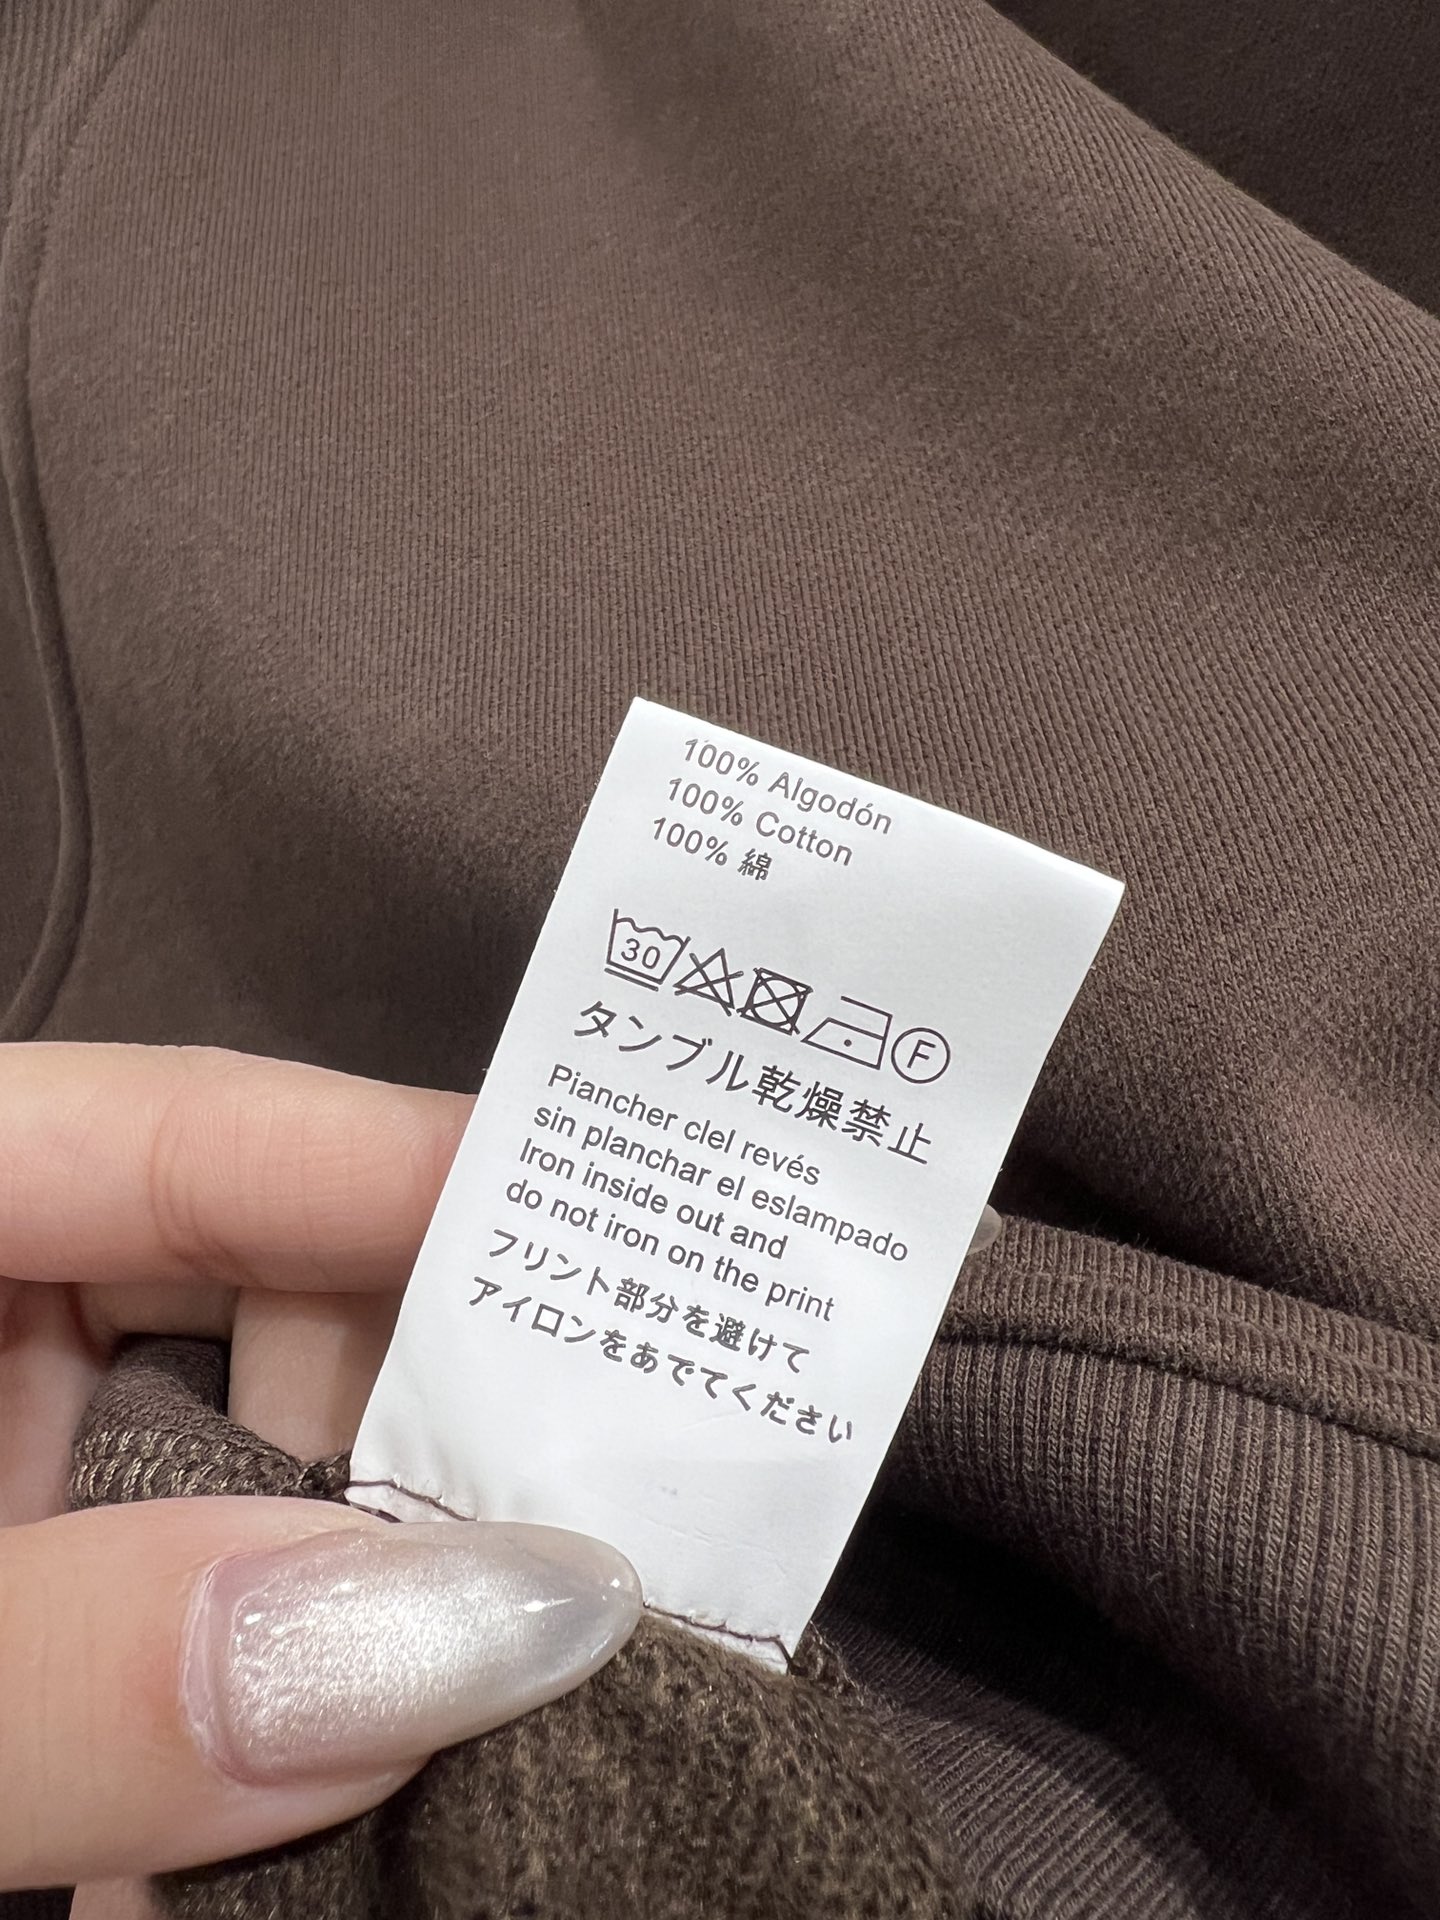 100% Algodón
100% Cotton
100% 綿
30 F
タンブル乾燥禁止
Piancher clel revés
sin planchar el eslampado
Iron inside out and
do not iron on the print
フリント部分を避けて
アイロンをあでてください